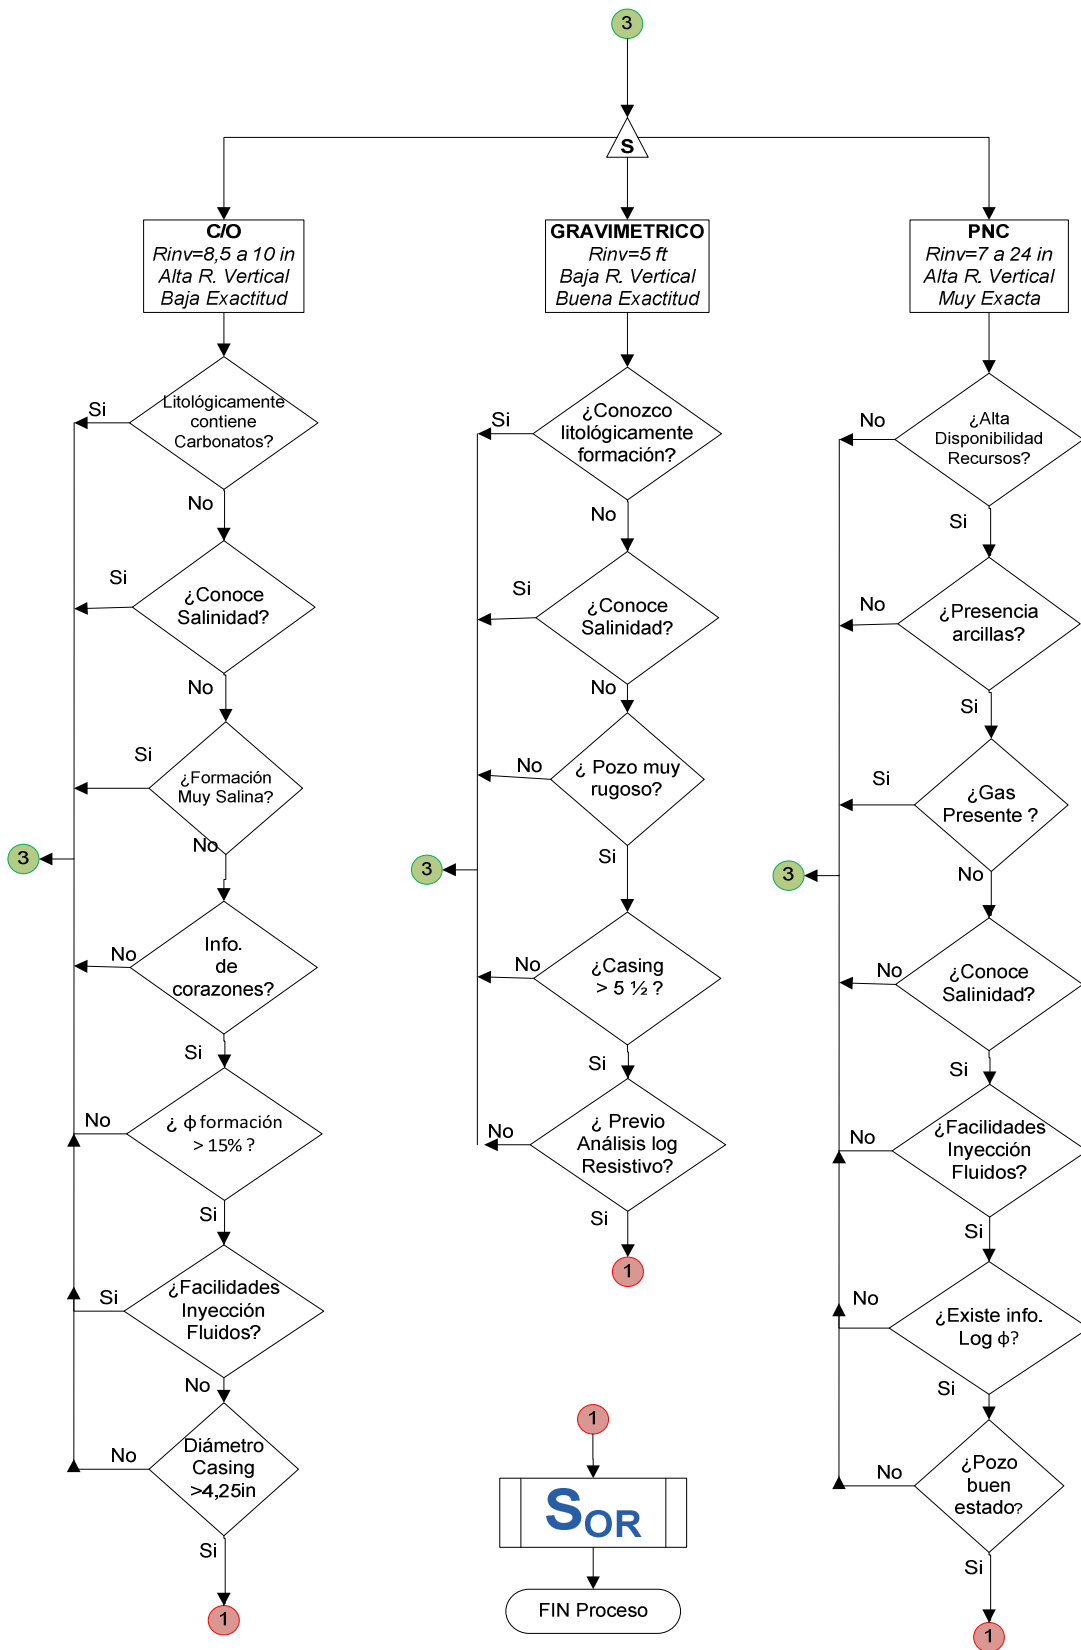 3
S
C/O
Rinv=8,5 a 10 in
Alta R. Vertical
Baja Exactitud
Litológicamente
contiene
Carbonatos?
Si
No
¿Conoce
Salinidad?
Si
No
¿Formación
Muy Salina?
Si
No
3
Info.
de
corazones?
No
Si
¿ ϕ formación
> 15% ?
No
Si
¿Facilidades
Inyección
Fluidos?
Si
No
Diámetro
Casing
>4,25in
No
Si
1
GRAVIMETRICO
Rinv=5 ft
Baja R. Vertical
Buena Exactitud
¿Conozco
litológicamente
formación?
Si
No
¿Conoce
Salinidad?
Si
No
¿ Pozo muy
rugoso?
No
Si
3
¿Casing
> 5 ½ ?
No
Si
¿ Previo
Análisis log
Resistivo?
No
Si
1
1
SOR
FIN Proceso
PNC
Rinv=7 a 24 in
Alta R. Vertical
Muy Exacta
¿Alta
Disponibilidad
Recursos?
No
Si
¿Presencia
arcillas?
No
Si
¿Gas
Presente ?
Si
No
3
¿Conoce
Salinidad?
No
Si
¿Facilidades
Inyección
Fluidos?
No
Si
¿Existe info.
Log ϕ?
No
Si
¿Pozo
buen
estado?
No
Si
1